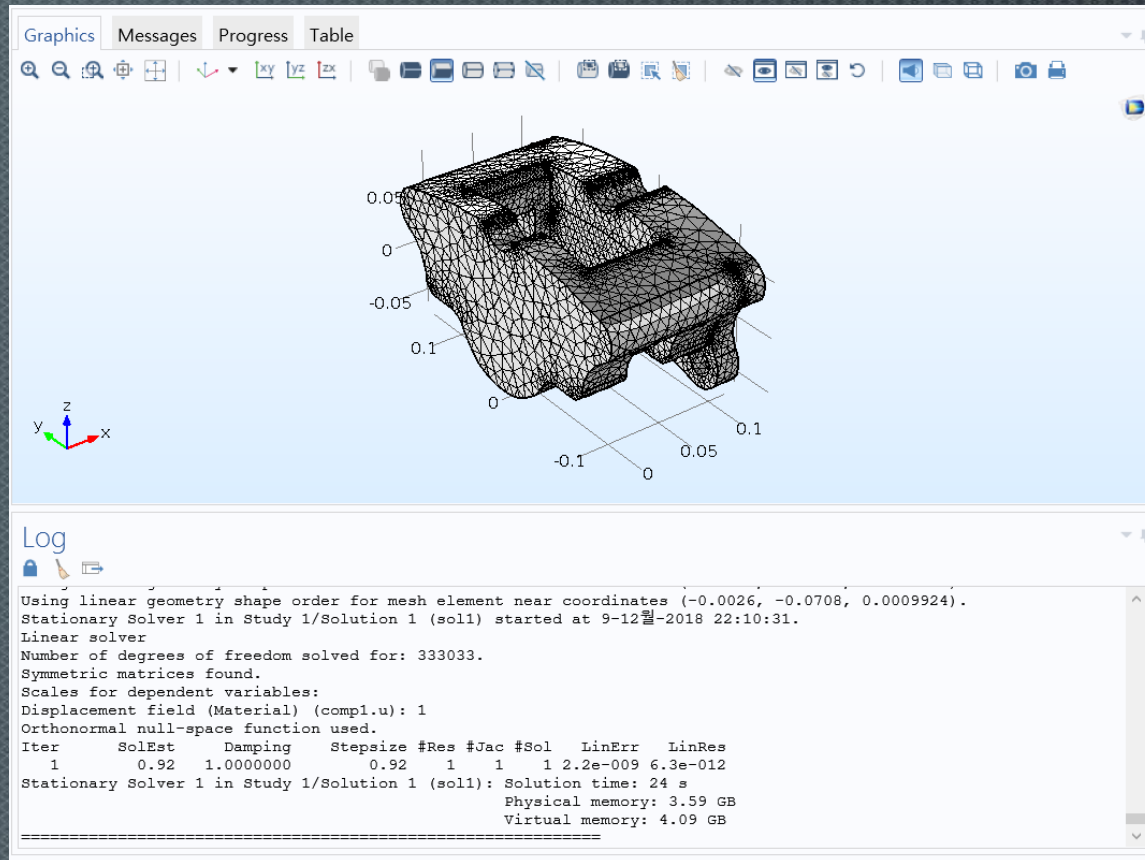 Graphics Messages Progress Table
xy yz zx
0.05
0
-0.05
0.1
0
0.1
0.05
-0.1
0
z
y
x
Log
Using linear geometry shape order for mesh element near coordinates (-0.0026, -0.0708, 0.0009924).
Stationary Solver 1 in Study 1/Solution 1 (sol1) started at 9-12월-2018 22:10:31.
Linear solver
Number of degrees of freedom solved for: 333033.
Symmetric matrices found.
Scales for dependent variables:
Displacement field (Material) (comp1.u): 1
Orthonormal null-space function used.
Iter SolEst Damping Stepsize #Res #Jac #Sol LinErr LinRes
1 0.92 1.0000000 0.92 1 1 1 2.2e-009 6.3e-012
Stationary Solver 1 in Study 1/Solution 1 (sol1): Solution time: 24 s
Physical memory: 3.59 GB
Virtual memory: 4.09 GB